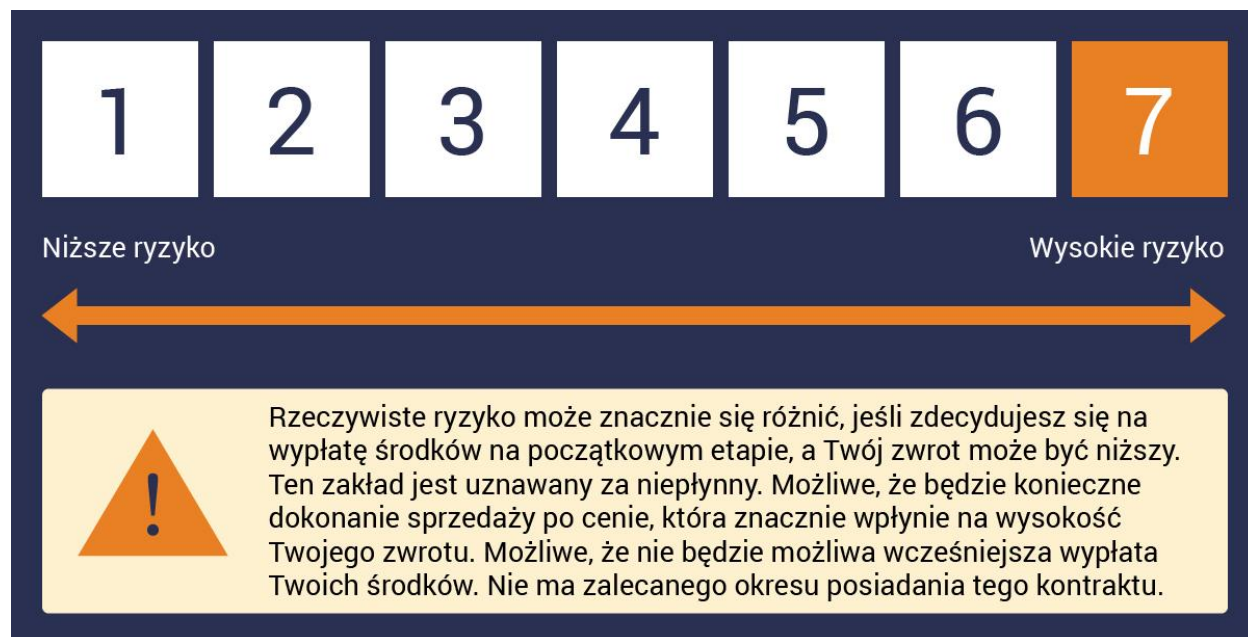 1 2 3 4 5 6 7
Niższe ryzyko Wysokie ryzyko
Rzeczywiste ryzyko może znacznie się różnić, jeśli zdecydujesz się na
wypłatę środków na początkowym etapie, a Twój zwrot może być niższy.
Ten zakład jest uznawany za niepłynny. Możliwe, że będzie konieczne
dokonanie sprzedaży po cenie, która znacznie wpłynie na wysokość
Twojego zwrotu. Możliwe, że nie będzie możliwa wcześniejsza wypłata
Twoich środków. Nie ma zalecanego okresu posiadania tego kontraktu.
!